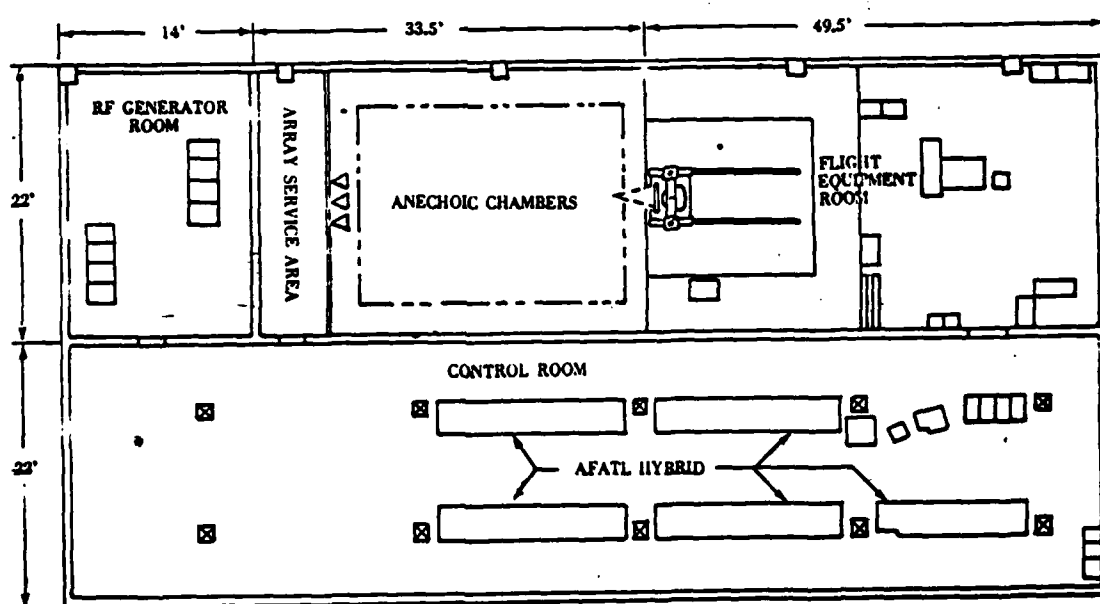 14'
33.5'
49.5'
RF GENERATOR
ROOM
ARRAY SERVICE AREA
22'
ANECHOIC CHAMBERS
FLIGHT
EQUIPMENT
ROOM
CONTROL ROOM
22'
AFATL HYBRID